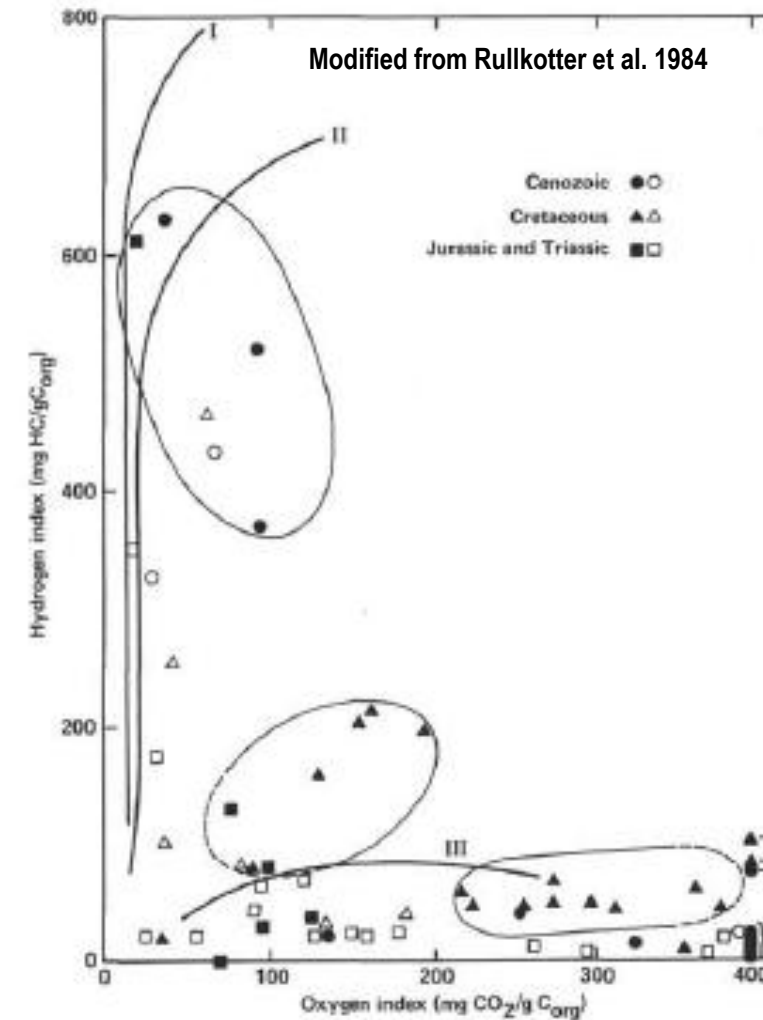 800
I
Modified from Rullkotter et al. 1984
II
Cenozoic
Cretaceous
Jurassic and Triassic
600
Hydrogen index (mg HC/gCorg)
400
200
III
0
0 100 200 300 400
Oxygen index (mg CO2/g Corg)